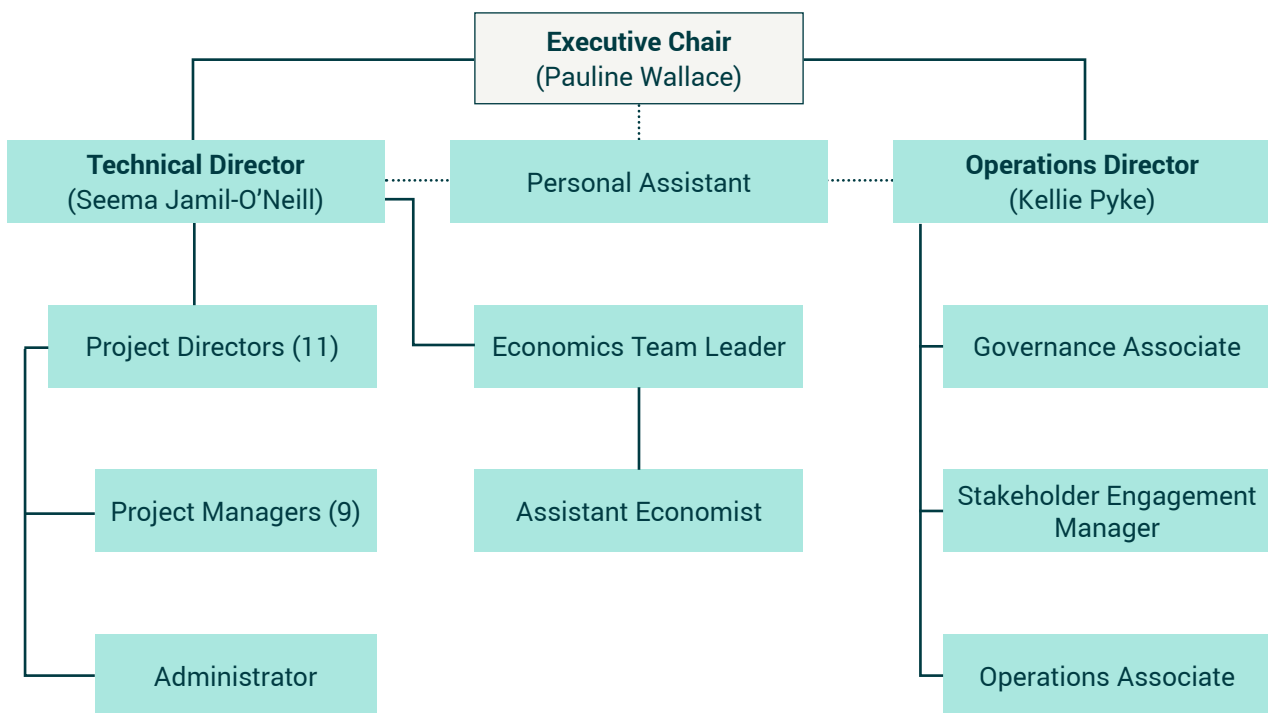 Executive Chair
(Pauline Wallace)
Technical Director
(Seema Jamil-O’Neill)
Personal Assistant
Operations Director
(Kellie Pyke)
Project Directors (11)
Economics Team Leader
Governance Associate
Project Managers (9)
Assistant Economist
Stakeholder Engagement
Manager
Administrator
Operations Associate